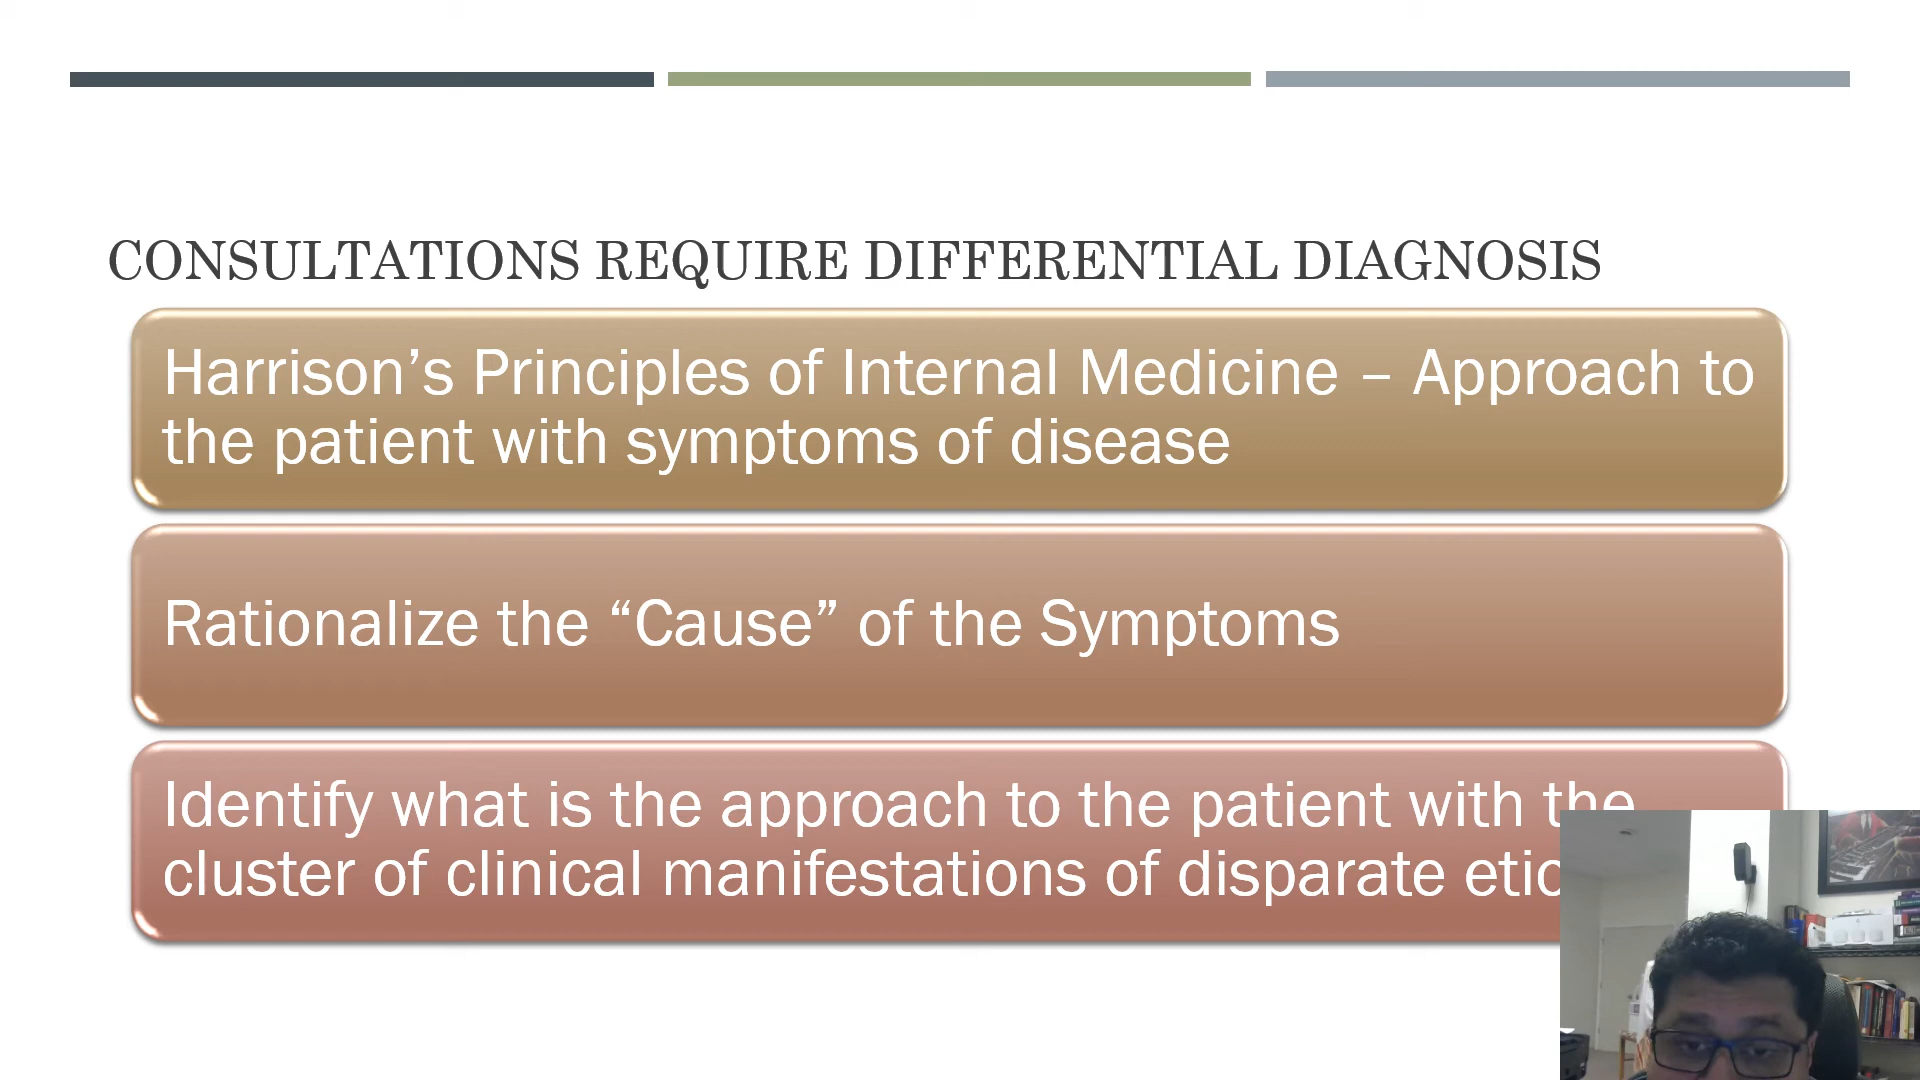 CONSULTATIONS REQUIRE DIFFERENTIAL DIAGNOSIS
Harrison’s Principles of Internal Medicine – Approach to
the patient with symptoms of disease
Rationalize the “Cause” of the Symptoms
Identify what is the approach to the patient with the
cluster of clinical manifestations of disparate